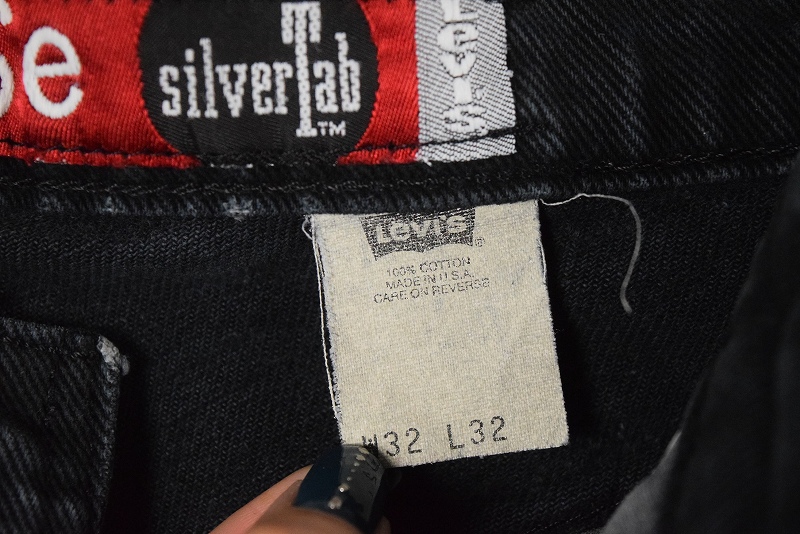 se
silverTab
TM
Levi's
Levi's
®
100% COTTON
MADE IN U.S.A.
CARE ON REVERSE
W32 L32